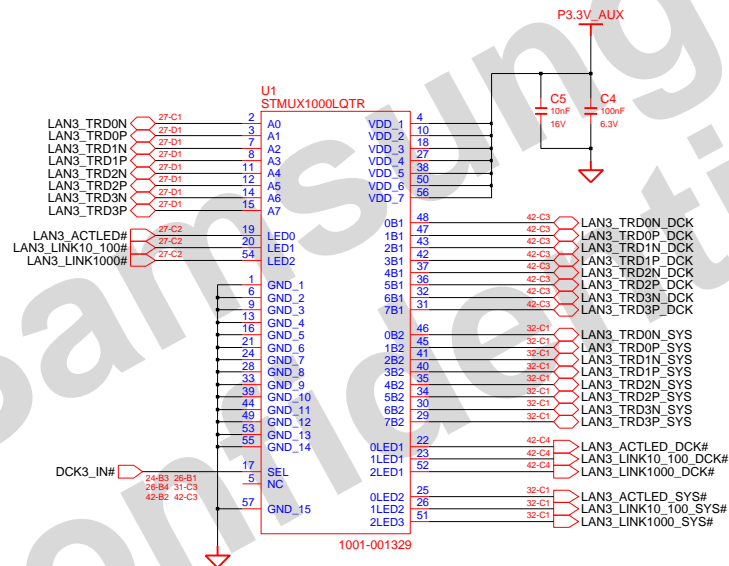 P3.3V_AUX
U1
STMUX1000LQTR
C5
10nF
16V
C4
100nF
6.3V
LAN3_TRD0N 27-C1 2 A0 VDD_1 4
LAN3_TRD0P 27-D1 3 A1 VDD_2 10
LAN3_TRD1N 27-D1 7 A2 VDD_3 18
LAN3_TRD1P 27-D1 8 A3 VDD_4 27
LAN3_TRD2N 27-D1 11 A4 VDD_5 38
LAN3_TRD2P 27-D1 12 A5 VDD_6 50
LAN3_TRD3N 27-D1 14 A6 VDD_7 56
LAN3_TRD3P 27-D1 15 A7
0B1 48 42-C3 LAN3_TRD0N_DCK
LAN3_ACTLED# 27-C2 19 LED0 1B1 47 42-C3 LAN3_TRD0P_DCK
LAN3_LINK10_100# 27-C2 20 LED1 2B1 43 42-C3 LAN3_TRD1N_DCK
LAN3_LINK1000# 27-C2 54 LED2 3B1 42 42-C3 LAN3_TRD1P_DCK
4B1 37 42-C3 LAN3_TRD2N_DCK
1 GND_1 5B1 36 42-C3 LAN3_TRD2P_DCK
6 GND_2 6B1 32 42-C3 LAN3_TRD3N_DCK
9 GND_3 7B1 31 42-C3 LAN3_TRD3P_DCK
13 GND_4
16 GND_5 0B2 46 32-C1 LAN3_TRD0N_SYS
21 GND_6 1B2 45 32-C1 LAN3_TRD0P_SYS
24 GND_7 2B2 41 32-C1 LAN3_TRD1N_SYS
28 GND_8 3B2 40 32-C1 LAN3_TRD1P_SYS
33 GND_9 4B2 35 32-C1 LAN3_TRD2N_SYS
39 GND_10 5B2 34 32-C1 LAN3_TRD2P_SYS
44 GND_11 6B2 30 32-C1 LAN3_TRD3N_SYS
49 GND_12 7B2 29 32-C1 LAN3_TRD3P_SYS
53 GND_13
55 GND_14 0LED1 22 42-C4 LAN3_ACTLED_DCK#
1LED1 23 42-C4 LAN3_LINK10_100_DCK#
DCK3_IN# 17 SEL 2LED1 52 42-C4 LAN3_LINK1000_DCK#
24-B3 26-B1
26-B4 31-C3
42-B2 42-C3
5 NC
0LED2 25 32-C1 LAN3_ACTLED_SYS#
57 GND_15 1LED2 26 32-C1 LAN3_LINK10_100_SYS#
2LED3 51 32-C1 LAN3_LINK1000_SYS#
1001-001329
Samsung
Confidenti